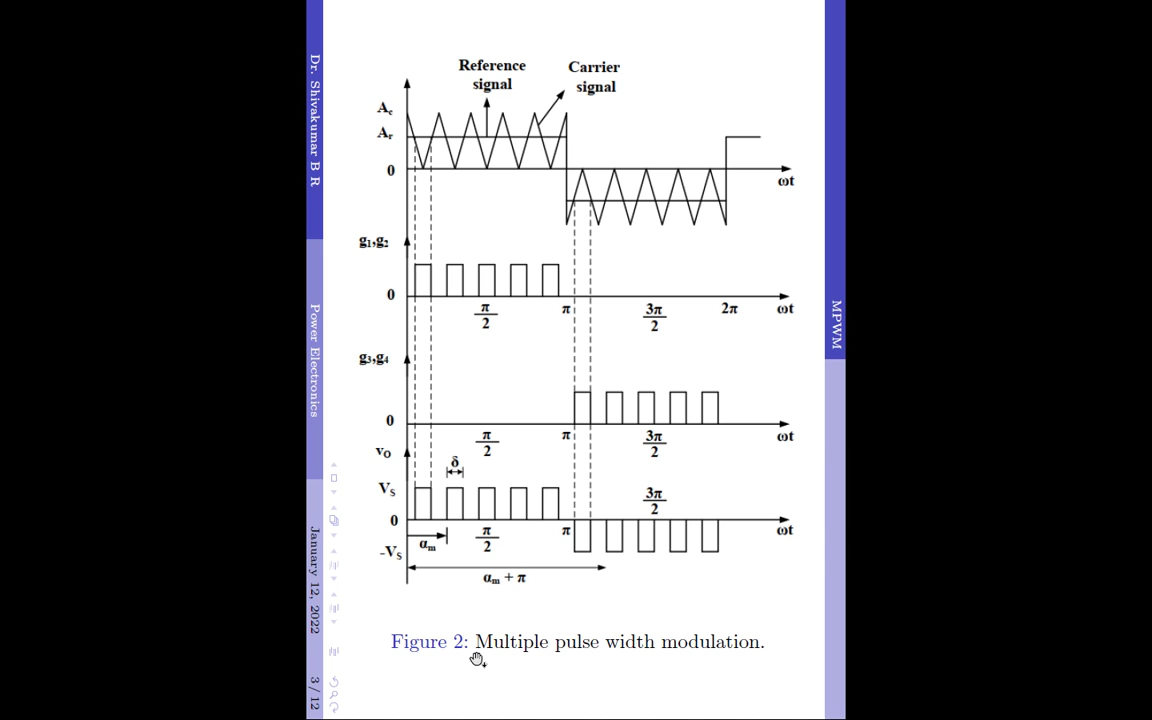 Dr. Shivakumar B R
Power Electronics
January 12, 2022
3 / 12
MPWM
Reference signal
Carrier signal
Ac
Ar
0
ωt
g1,g2
0
π/2
π
3π/2
2π
ωt
g3,g4
0
π/2
π
3π/2
ωt
vO
δ
VS
0
-VS
αm
π/2
π
3π/2
ωt
αm + π
Figure 2: Multiple pulse width modulation.